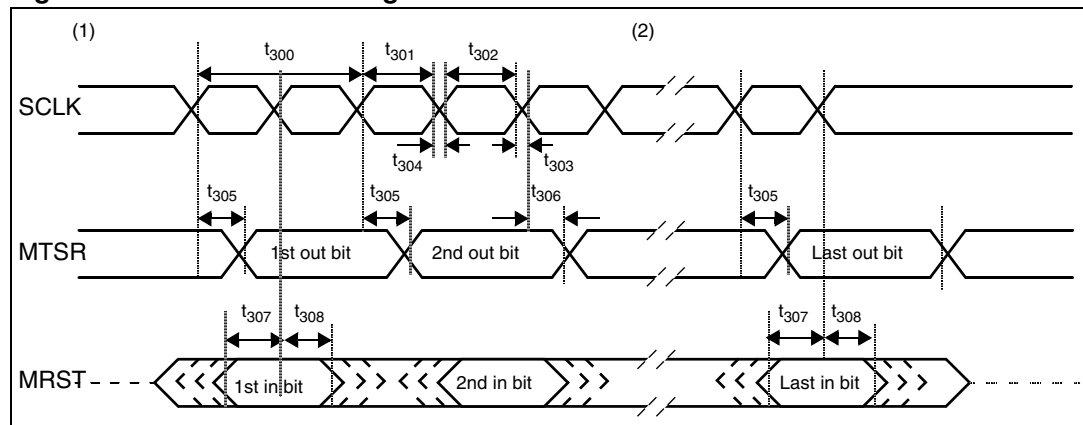 (1) (2)
t300 t301 t302
SCLK
t304 t303
t305 t305 t306 t305
MTSR 1st out bit 2nd out bit Last out bit
t307 t308 t307 t308
MRST 1st in bit 2nd in bit Last in bit